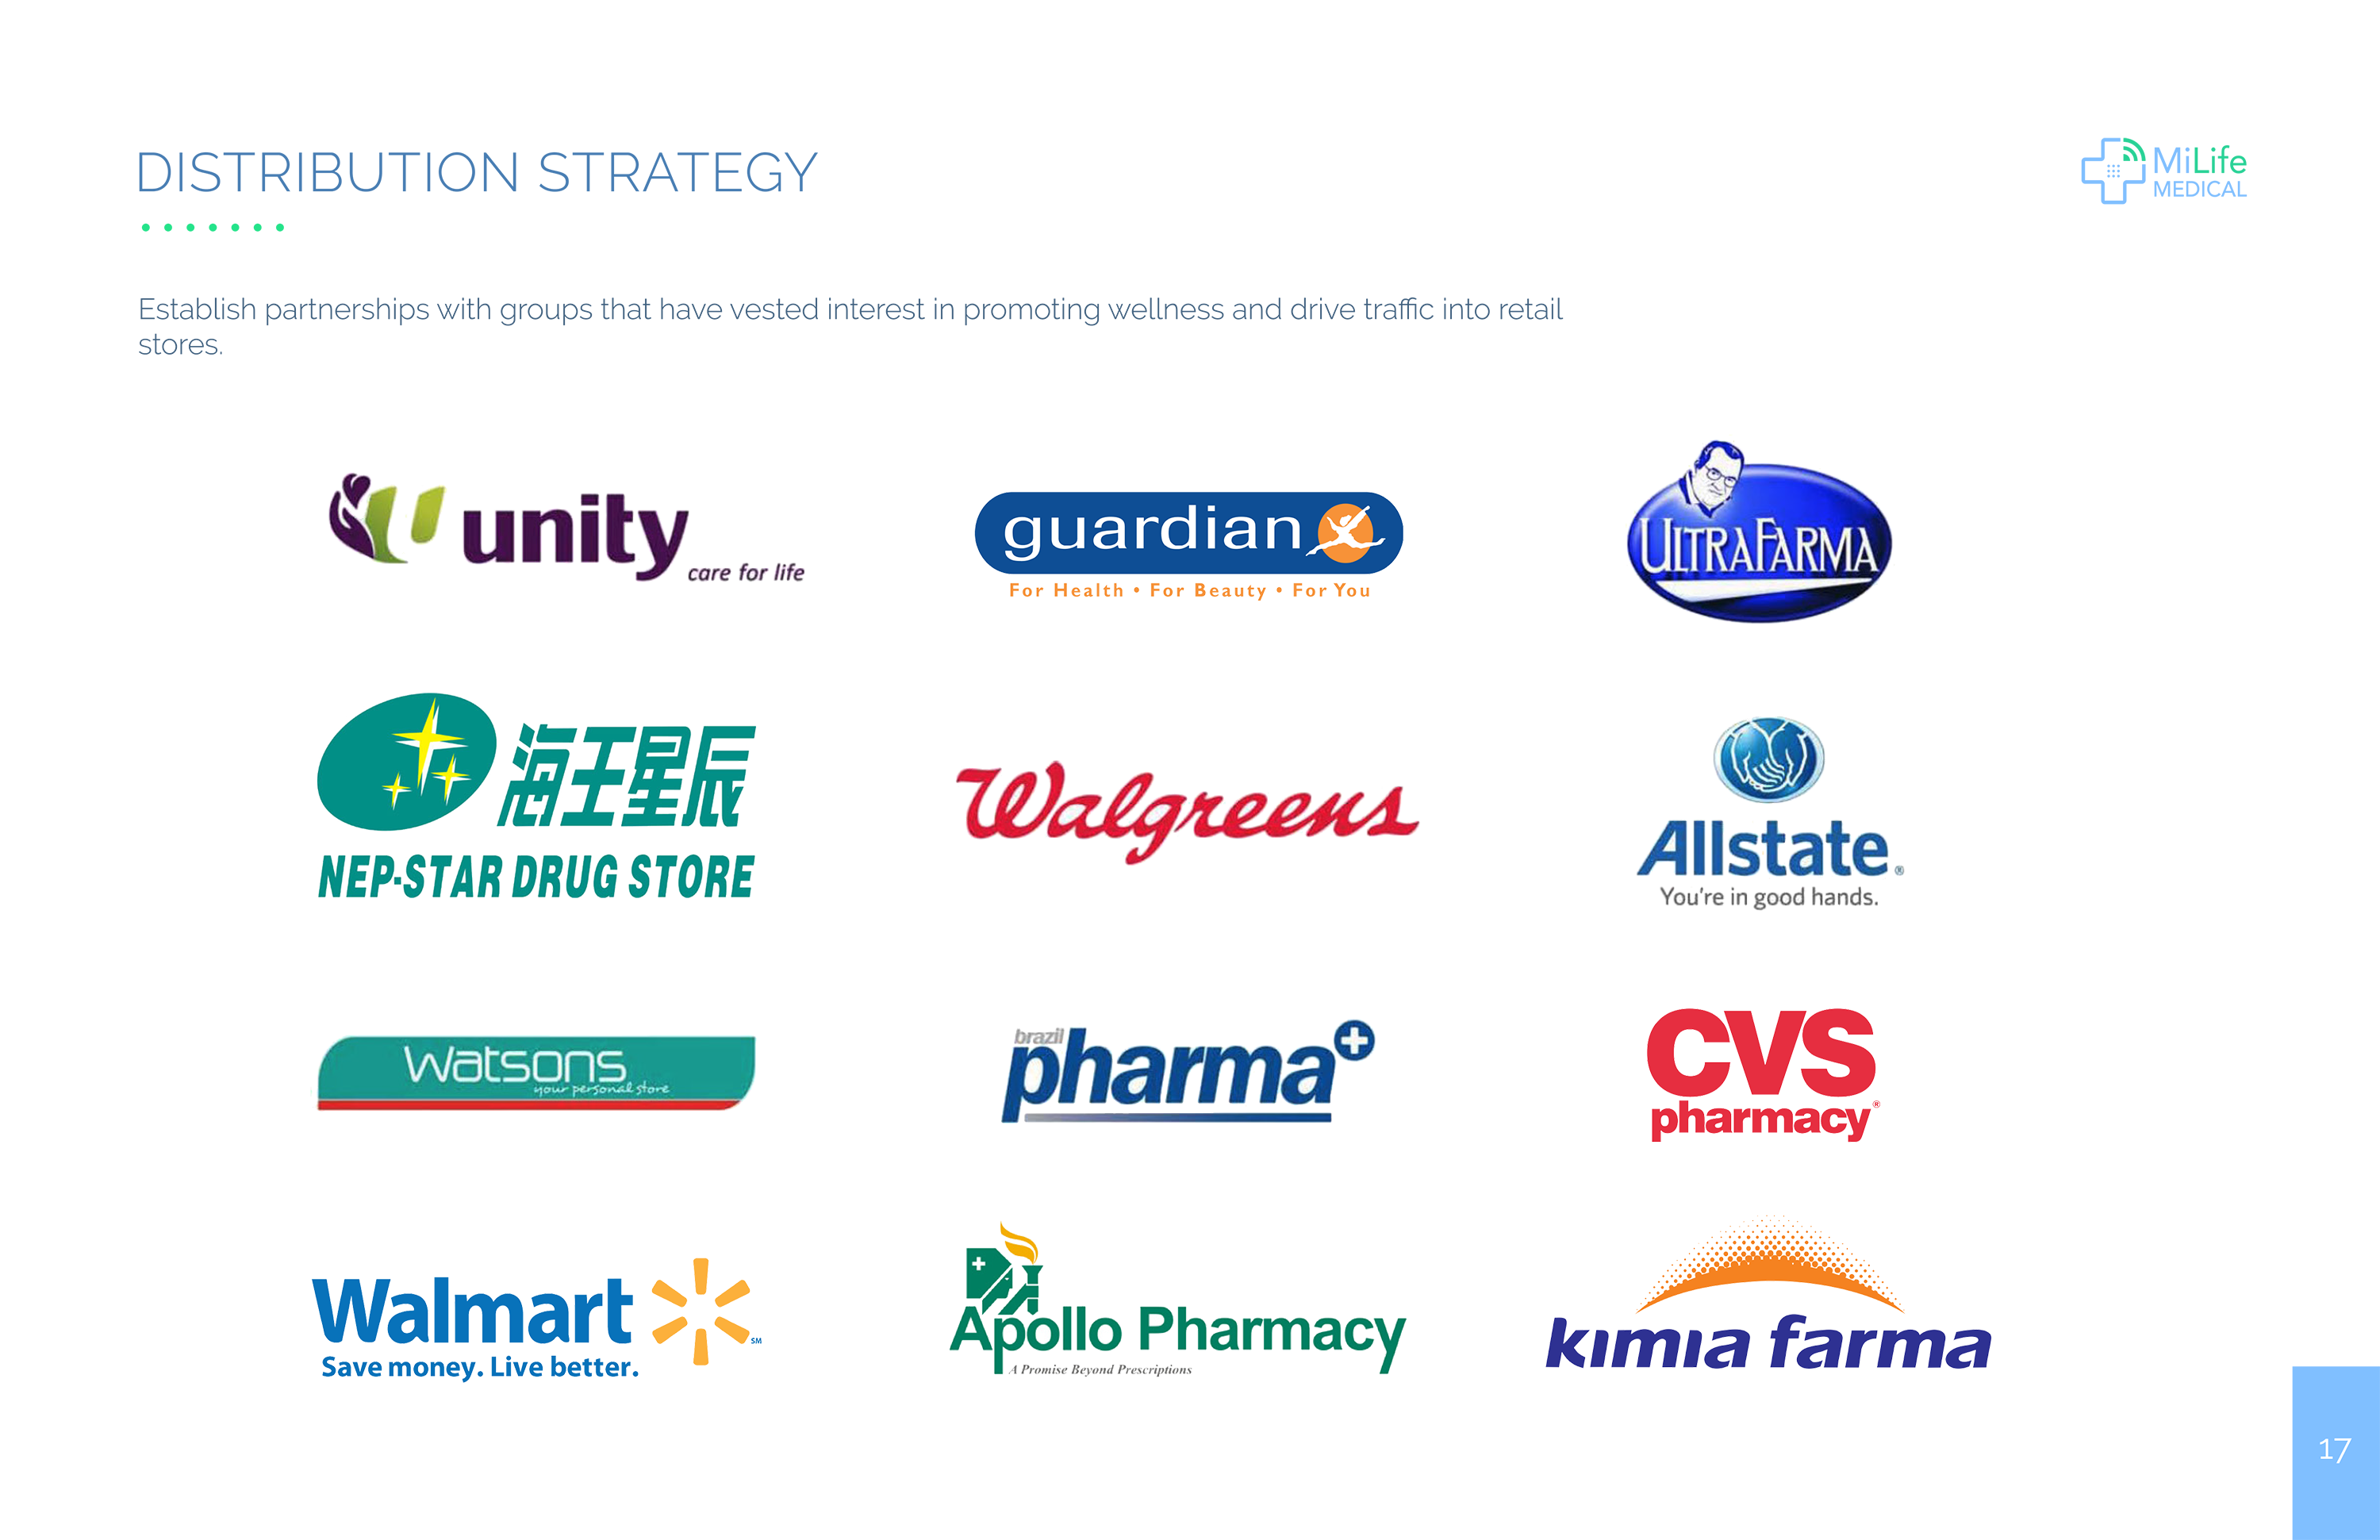 DISTRIBUTION STRATEGY
MiLife
MEDICAL
Establish partnerships with groups that have vested interest in promoting wellness and drive traffic into retail
stores.
unity
care for life
guardian
For Health • For Beauty • For You
ULTRAFARMA
海王星辰
NEP-STAR DRUG STORE
Walgreens
Allstate®
You're in good hands.
watsons
your personal store
brazil
pharma
CVS
pharmacy®
Walmart
SM
Save money. Live better.
Apollo Pharmacy
A Promise Beyond Prescriptions
kimia farma
17